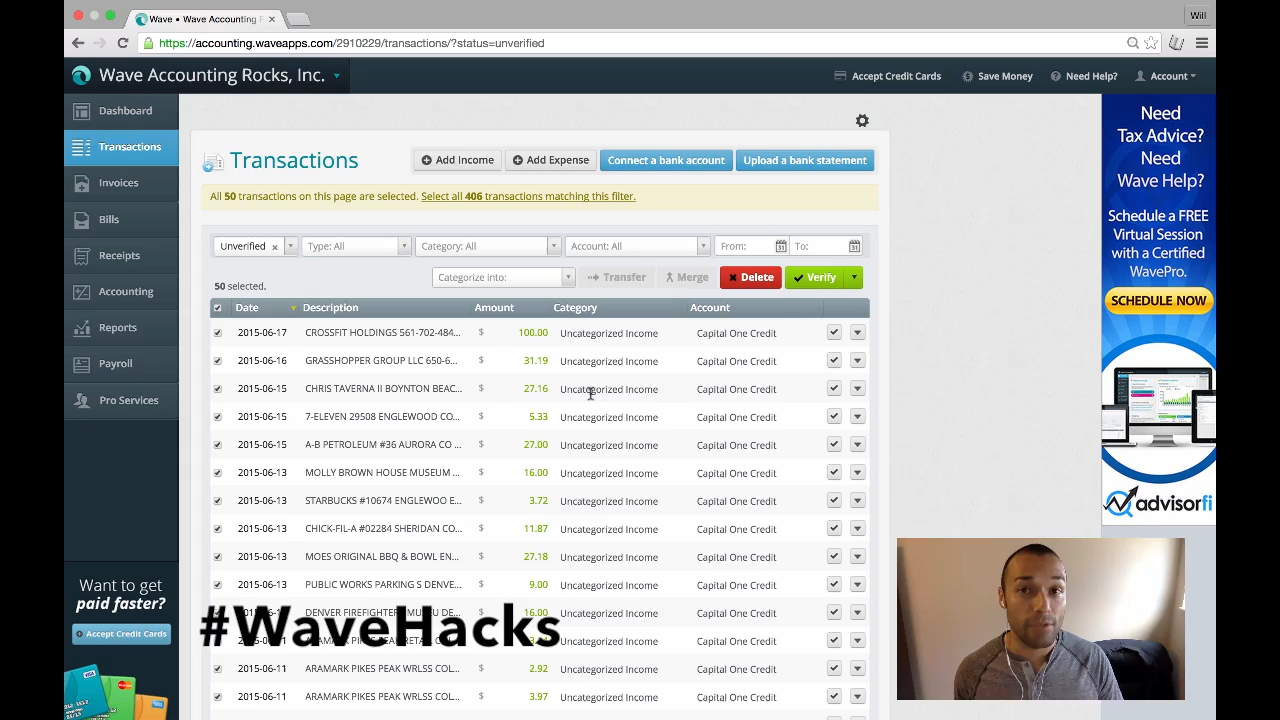 Wave • Wave Accounting F
Will
https://accounting.waveapps.com/2910229/transactions/?status=unverified
Wave Accounting Rocks, Inc.
Accept Credit Cards
Save Money
Need Help?
Account
Dashboard
Transactions
Invoices
Bills
Receipts
Accounting
Reports
Payroll
Pro Services
Want to get
paid faster?
Accept Credit Cards
Transactions
Add Income
Add Expense
Connect a bank account
Upload a bank statement
All 50 transactions on this page are selected. Select all 406 transactions matching this filter.
Unverified x Type: All Category: All Account: All From: 31 To: 31
50 selected. Categorize into: Transfer Merge Delete Verify
Date Description Amount Category Account
2015-06-17 CROSSFIT HOLDINGS 561-702-484... $ 100.00 Uncategorized Income Capital One Credit
2015-06-16 GRASSHOPPER GROUP LLC 650-6... $ 31.19 Uncategorized Income Capital One Credit
2015-06-15 CHRIS TAVERNA II BOYNTON BE... $ 27.16 Uncategorized Income Capital One Credit
2015-06-15 7-ELEVEN ENGLEWO... $ Uncategorized Income Capital One Credit
2015-06-15 A-B PETROLEUM #36 AURORA CO... $ 27.00 Uncategorized Income Capital One Credit
2015-06-13 MOLLY BROWN HOUSE MUSEUM ... $ 16.00 Uncategorized Income Capital One Credit
2015-06-13 STARBUCKS #10674 ENGLEWOOD E... $ 3.72 Uncategorized Income Capital One Credit
2015-06-13 CHICK-FIL-A #02284 SHERIDAN CO... $ 11.87 Uncategorized Income Capital One Credit
2015-06-13 MOES ORIGINAL BBQ & BOWL EN... $ 27.18 Uncategorized Income Capital One Credit
2015-06-13 PUBLIC WORKS PARKING S DENVE... $ 9.00 Uncategorized Income Capital One Credit
DENVER FIREFIGHTER DE... 16.00 Uncategorized Income Capital One Credit
#WaveHacks
Uncategorized Income Capital One Credit
2015-06-11 ARAMARK PIKES PEAK WRLSS COL... $ 2.92 Uncategorized Income Capital One Credit
2015-06-11 ARAMARK PIKES PEAK WRLSS COL... $ 3.97 Uncategorized Income Capital One Credit
Need
Tax Advice?
Need
Wave Help?
Schedule a FREE
Virtual Session
with a Certified
WavePro.
SCHEDULE NOW
advisorfi